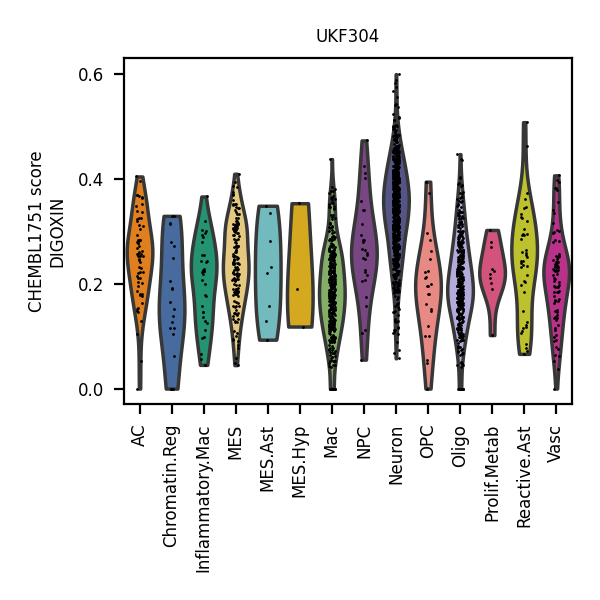 UKF304
CHEMBL1751 score
DIGOXIN
0.6
0.4
0.2
0.0
AC
Chromatin.Reg
Inflammatory.Mac
MES
MES.Ast
MES.Hyp
Mac
NPC
Neuron
OPC
Oligo
Prolif.Metab
Reactive.Ast
Vasc